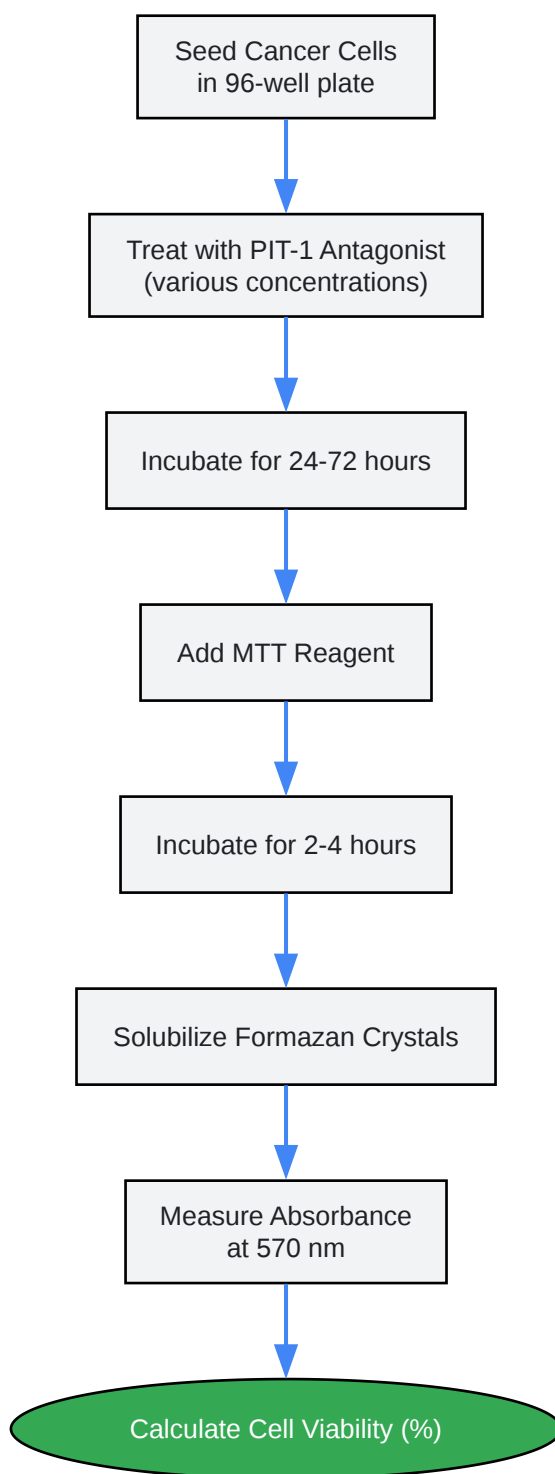 Seed Cancer Cells
in 96-well plate
Treat with PIT-1 Antagonist
(various concentrations)
Incubate for 24-72 hours
Add MTT Reagent
Incubate for 2-4 hours
Solubilize Formazan Crystals
Measure Absorbance
at 570 nm
Calculate Cell Viability (%)